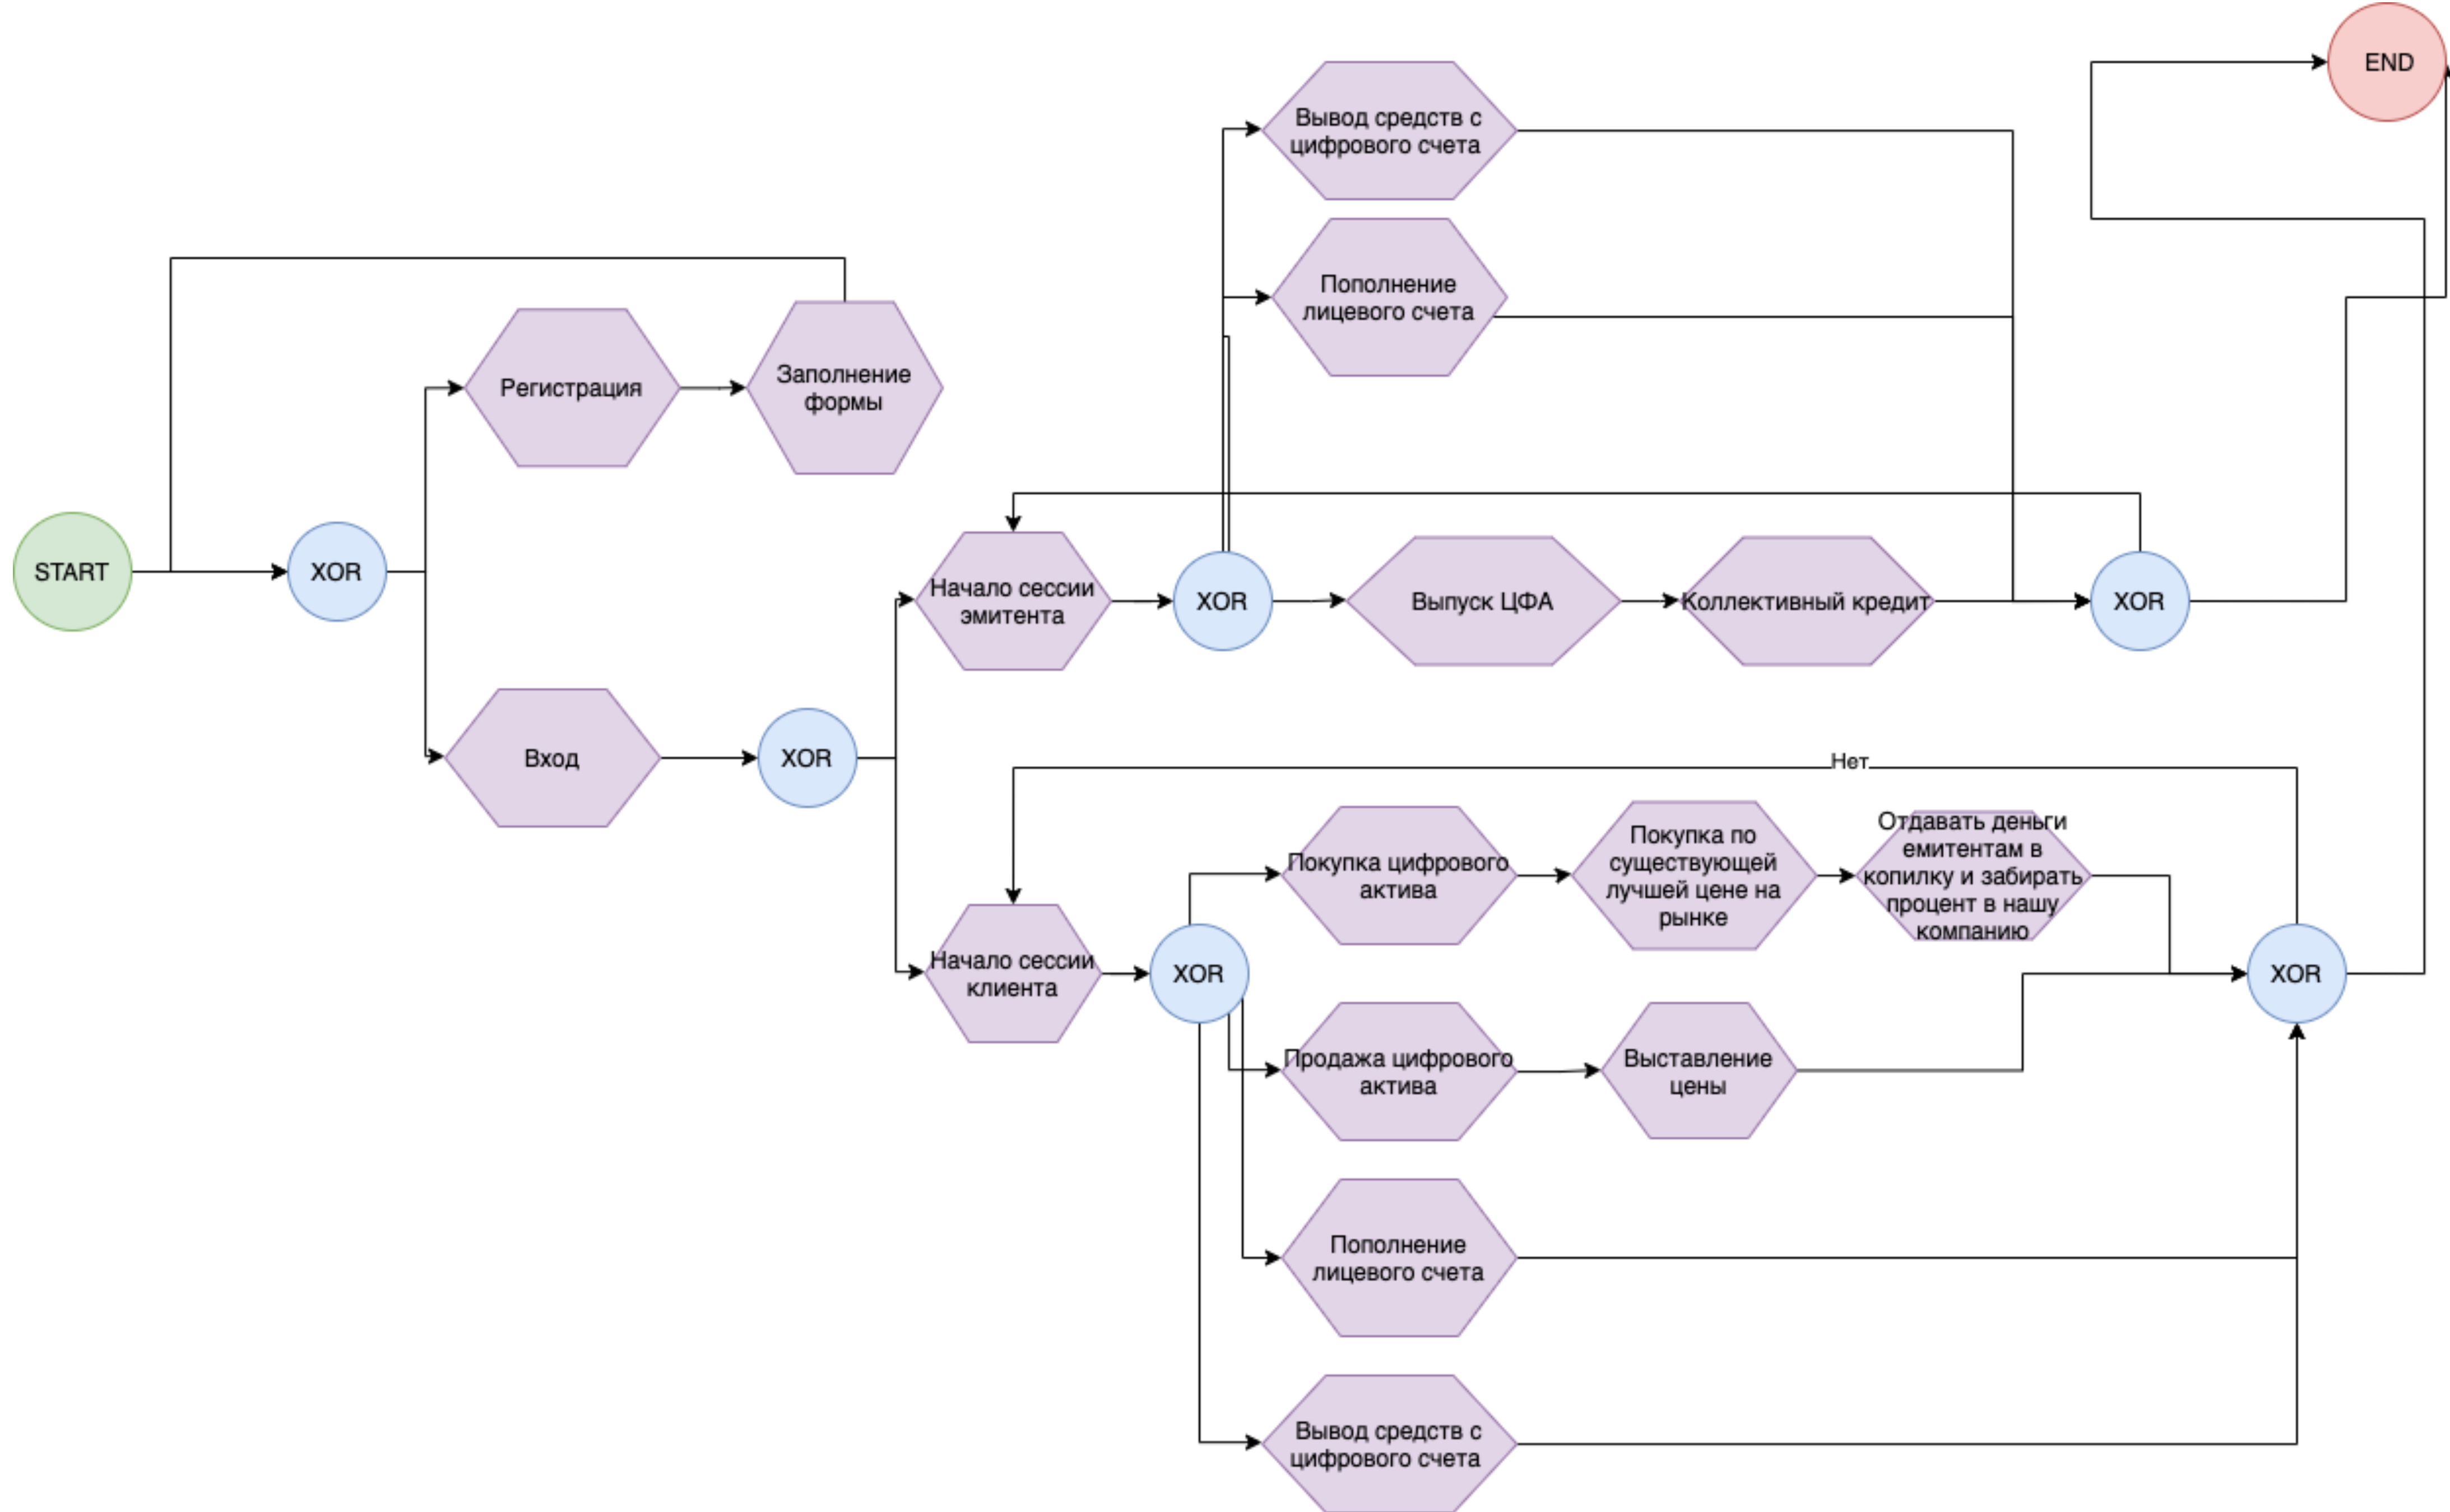 END
Вывод средств с
цифрового счета
Пополнение
лицевого счета
Регистрация
Заполнение
формы
START
XOR
Начало сессии
эмитента
XOR
Выпуск ЦФА
Коллективный кредит
XOR
Вход
XOR
Нет
Покупка цифрового
актива
Покупка по
существующей
лучшей цене на
рынке
Отдавать деньги
емитентам в
копилку и забирать
процент в нашу
компанию
Начало сессии
клиента
XOR
XOR
Продажа цифрового
актива
Выставление
цены
Пополнение
лицевого счета
Вывод средств с
цифрового счета